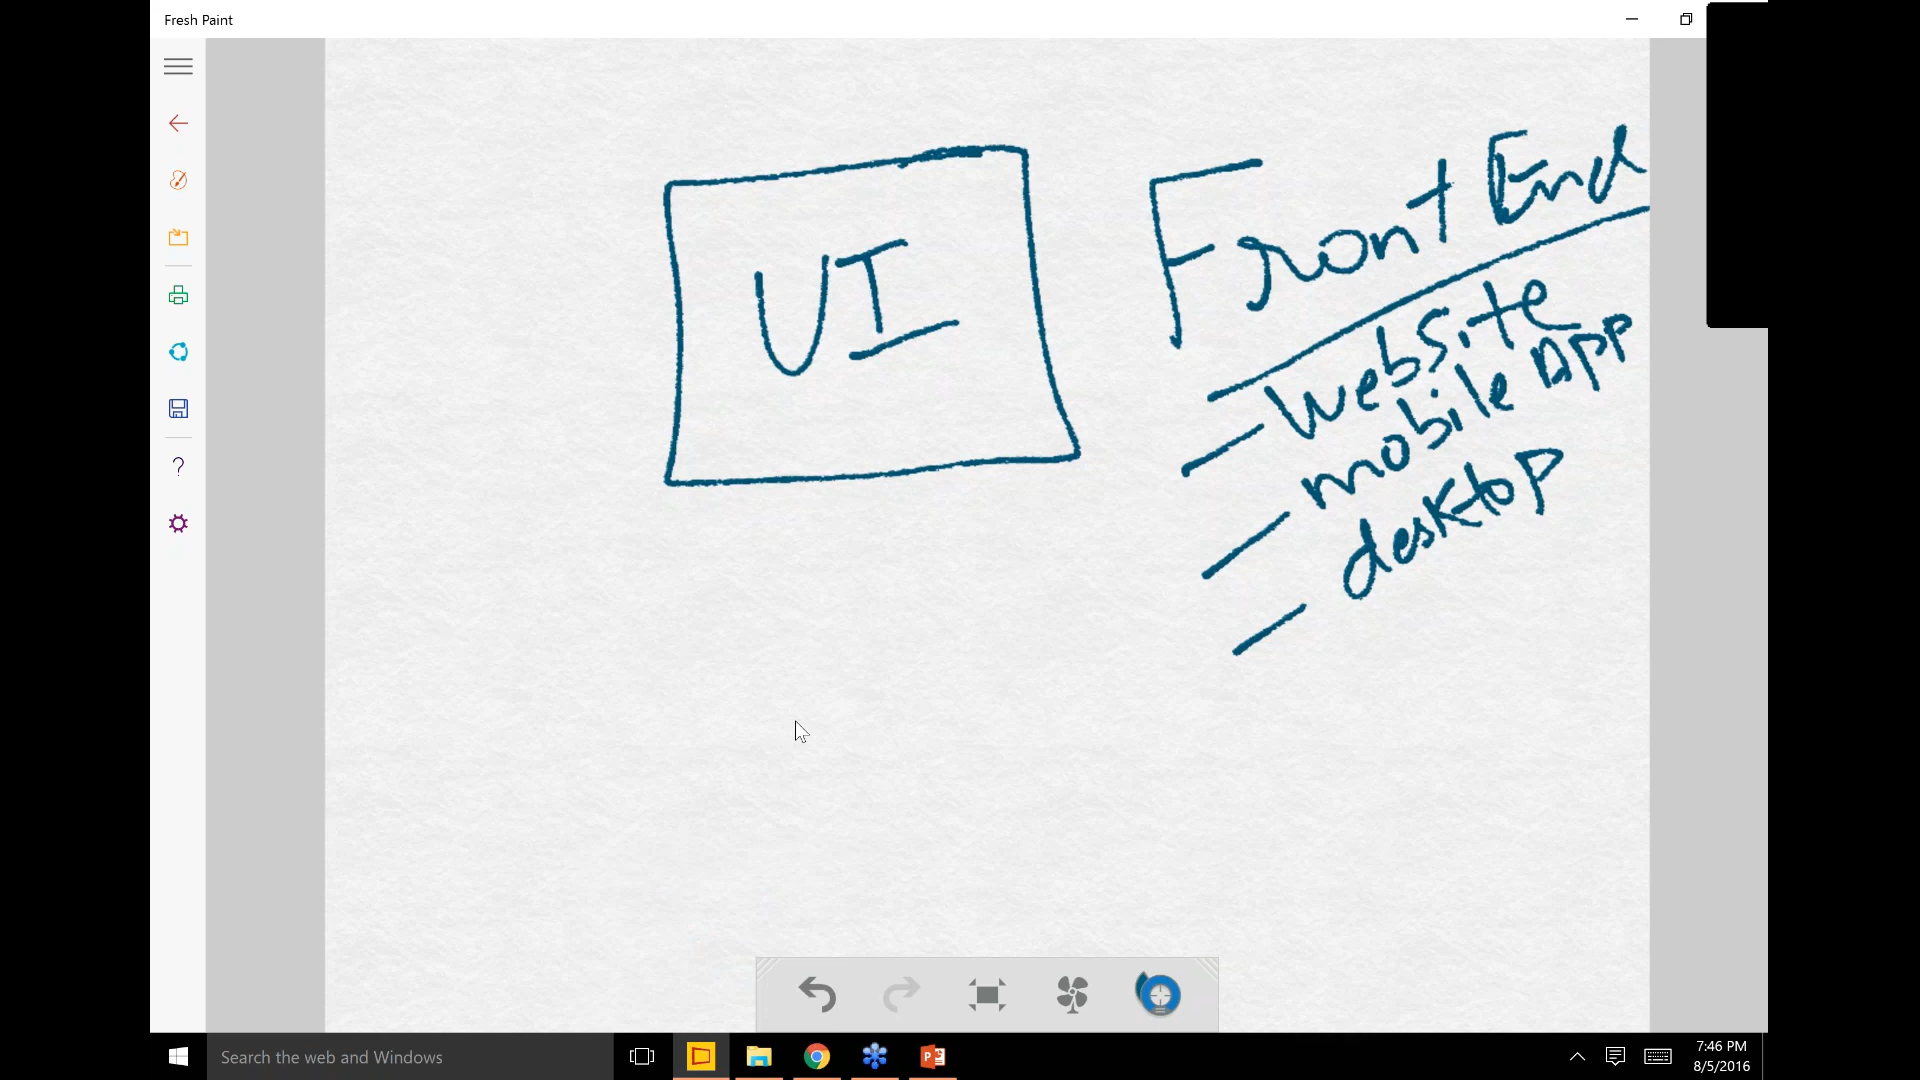 Fresh Paint
UI
Front End
— Website
— mobile App
— desktop
—
Search the web and Windows
7:46 PM
8/5/2016